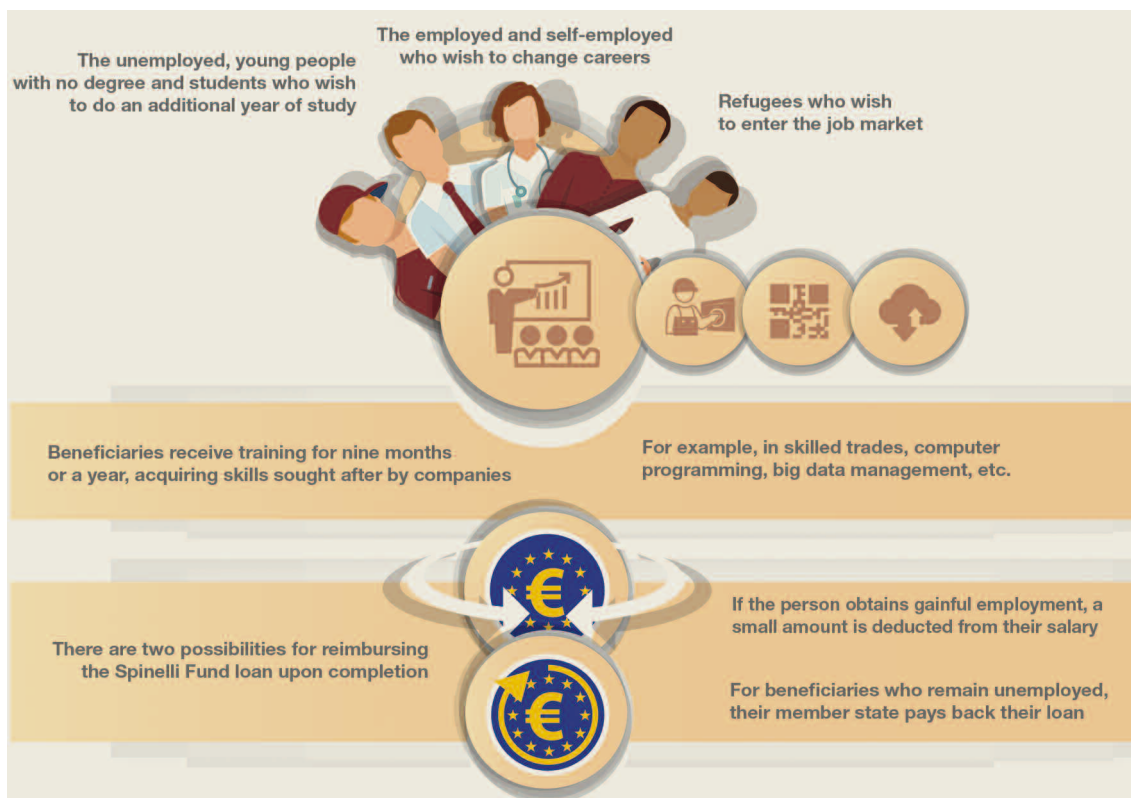 The unemployed, young people
with no degree and students who wish
to do an additional year of study
The employed and self-employed
who wish to change careers
Refugees who wish
to enter the job market
Beneficiaries receive training for nine months
or a year, acquiring skills sought after by companies
For example, in skilled trades, computer
programming, big data management, etc.
There are two possibilities for reimbursing
the Spinelli Fund loan upon completion
€
€
If the person obtains gainful employment, a
small amount is deducted from their salary
For beneficiaries who remain unemployed,
their member state pays back their loan